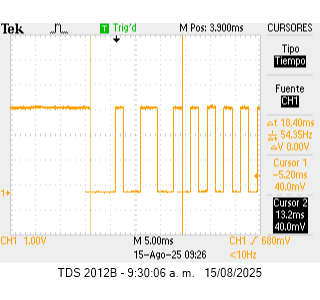 Tek T Trig'd M Pos: 3.900ms CURSORES
Tipo
Tiempo
Fuente
CH1
Δt 18.40ms
1/Δt 54.35Hz
ΔV 0.00V
Cursor 1
-5.20ms
40.0mV
Cursor 2
13.2ms
40.0mV
1
CH1 1.00V M 5.00ms CH1 680mV
15-Ago-25 09:26 <10Hz
TDS 2012B - 9:30:06 a. m. 15/08/2025